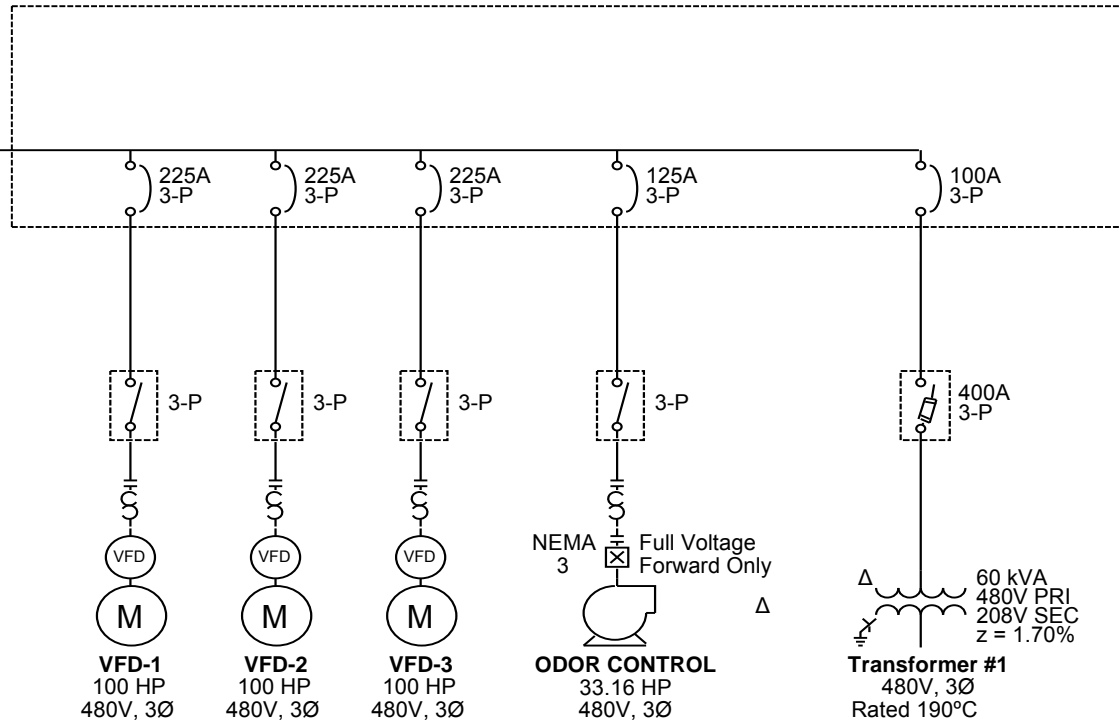 225A
3-P
225A
3-P
225A
3-P
125A
3-P
100A
3-P
3-P
3-P
3-P
3-P
400A
3-P
VFD
VFD
VFD
NEMA
3
Full Voltage
Forward Only
M
M
M
Δ
Δ
60 kVA
480V PRI
208V SEC
z = 1.70%
VFD-1
100 HP
480V, 3Ø
VFD-2
100 HP
480V, 3Ø
VFD-3
100 HP
480V, 3Ø
ODOR CONTROL
33.16 HP
480V, 3Ø
Transformer #1
480V, 3Ø
Rated 190ºC